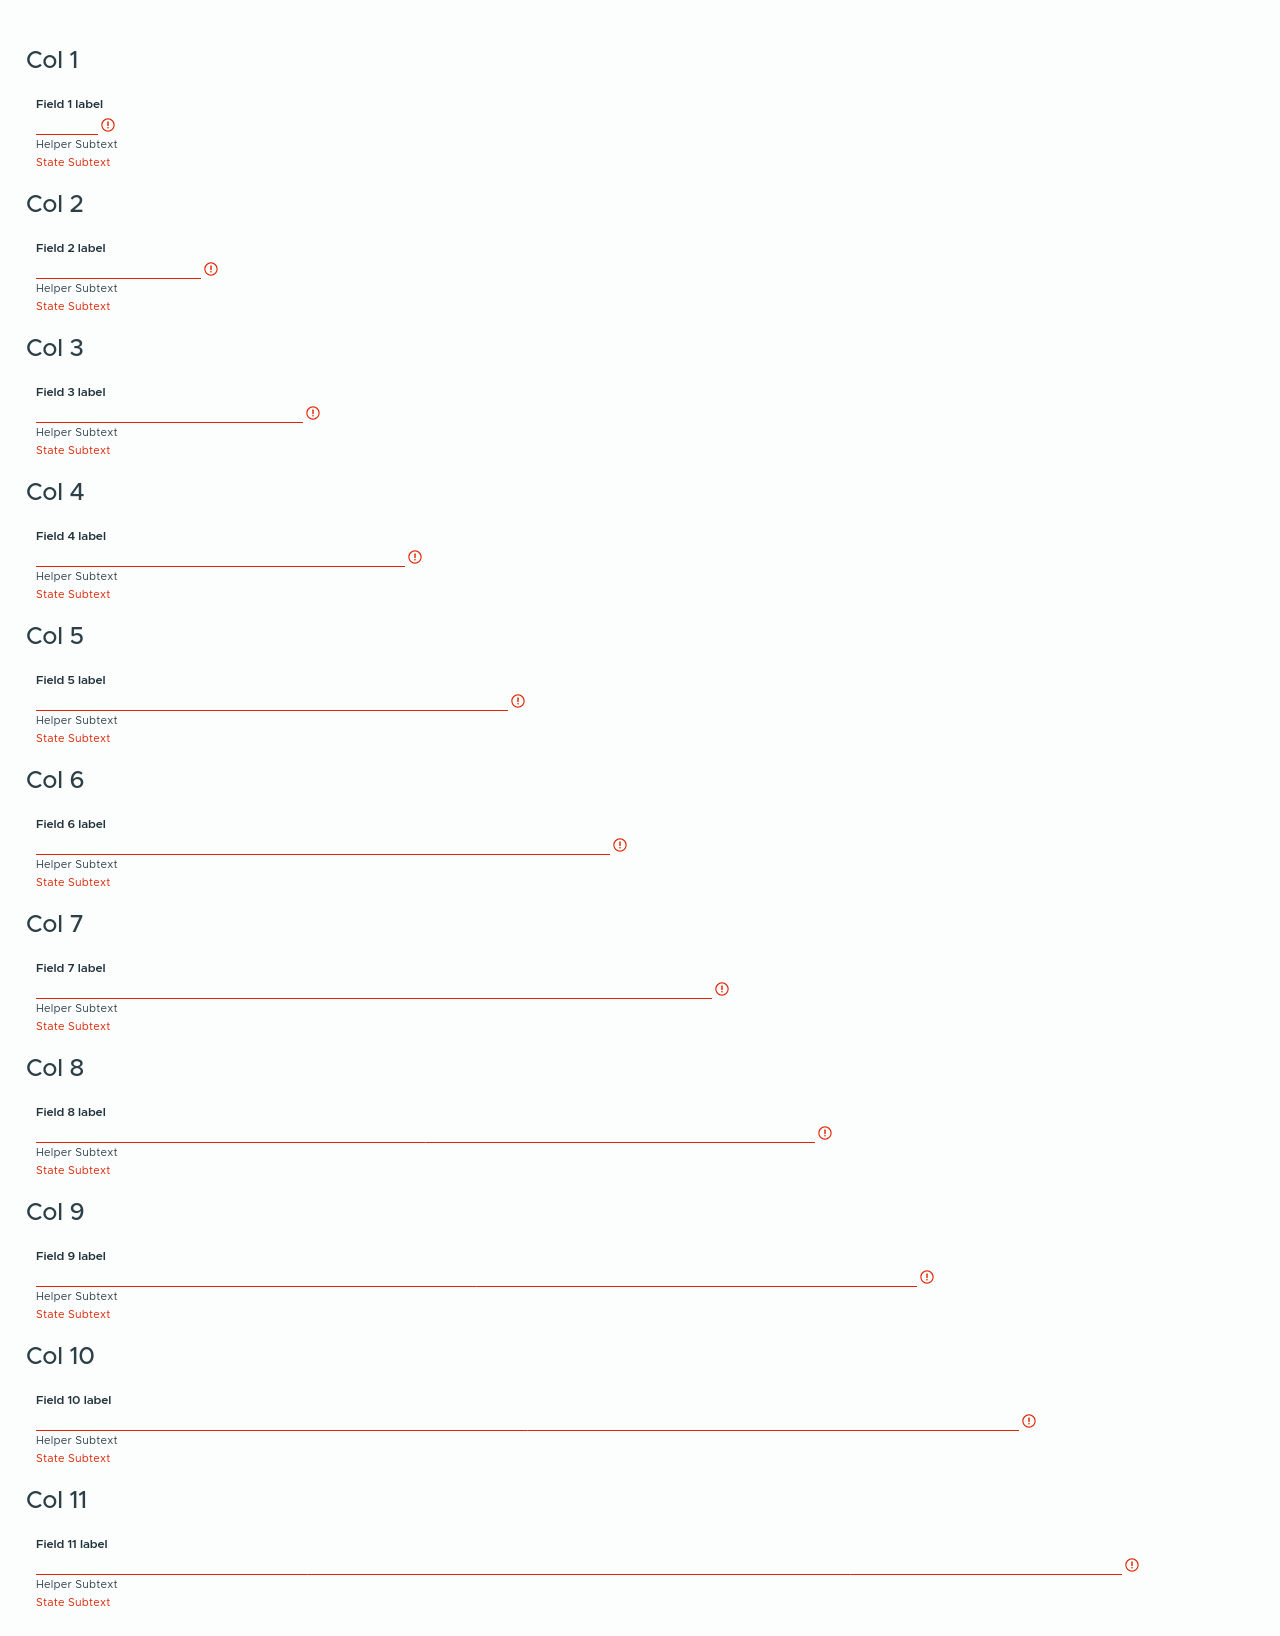 Col 1
Field 1 label
Helper Subtext
State Subtext
Col 2
Field 2 label
Helper Subtext
State Subtext
Col 3
Field 3 label
Helper Subtext
State Subtext
Col 4
Field 4 label
Helper Subtext
State Subtext
Col 5
Field 5 label
Helper Subtext
State Subtext
Col 6
Field 6 label
Helper Subtext
State Subtext
Col 7
Field 7 label
Helper Subtext
State Subtext
Col 8
Field 8 label
Helper Subtext
State Subtext
Col 9
Field 9 label
Helper Subtext
State Subtext
Col 10
Field 10 label
Helper Subtext
State Subtext
Col 11
Field 11 label
Helper Subtext
State Subtext